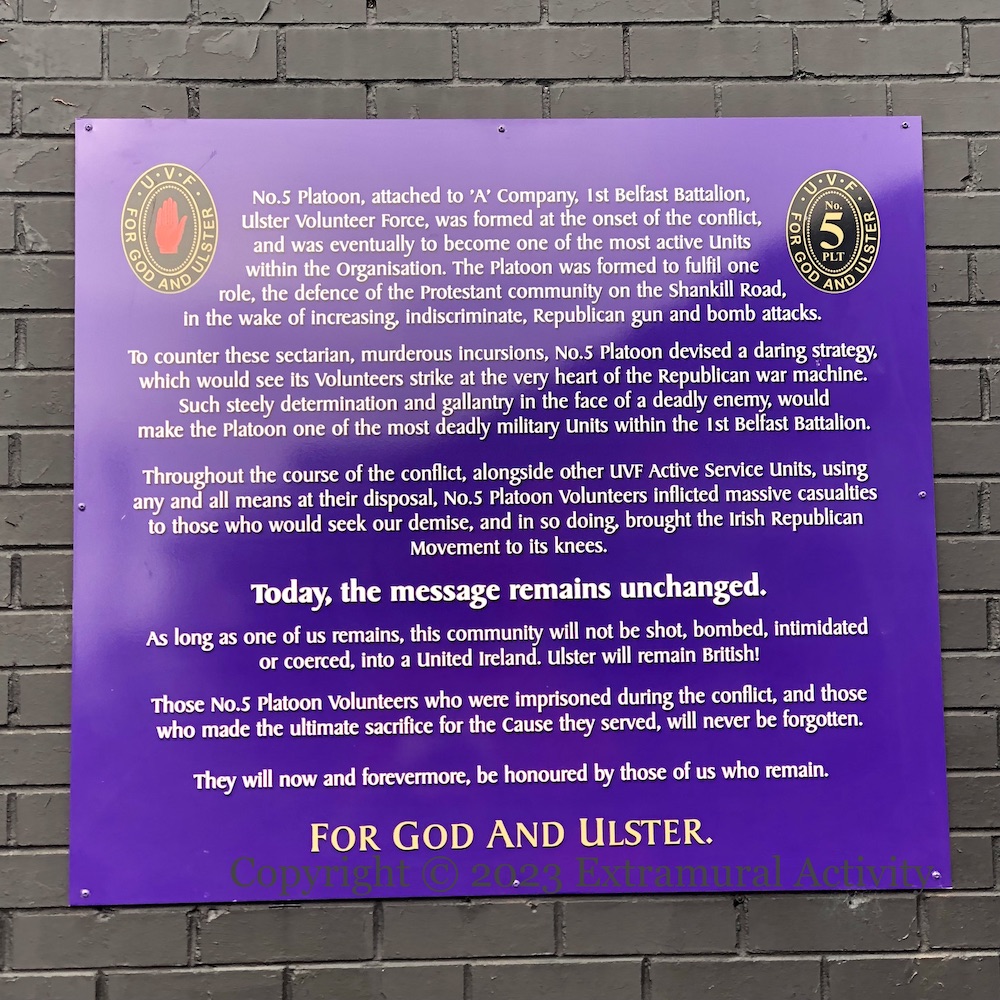 U.V.F
FOR GOD AND ULSTER
U.V.F
FOR GOD AND ULSTER
No.
5
PLT
No.5 Platoon, attached to 'A' Company, 1st Belfast Battalion,
Ulster Volunteer Force, was formed at the onset of the conflict,
and was eventually to become one of the most active Units
within the Organisation. The Platoon was formed to fulfil one
role, the defence of the Protestant community on the Shankill Road,
in the wake of increasing, indiscriminate, Republican gun and bomb attacks.
To counter these sectarian, murderous incursions, No.5 Platoon devised a daring strategy,
which would see its Volunteers strike at the very heart of the Republican war machine.
Such steely determination and gallantry in the face of a deadly enemy, would
make the Platoon one of the most deadly military Units within the 1st Belfast Battalion.
Throughout the course of the conflict, alongside other UVF Active Service Units, using
any and all means at their disposal, No.5 Platoon Volunteers inflicted massive casualties
to those who would seek our demise, and in so doing, brought the Irish Republican
Movement to its knees.
Today, the message remains unchanged.
As long as one of us remains, this community will not be shot, bombed, intimidated
or coerced, into a United Ireland. Ulster will remain British!
Those No.5 Platoon Volunteers who were imprisoned during the conflict, and those
who made the ultimate sacrifice for the Cause they served, will never be forgotten.
They will now and forevermore, be honoured by those of us who remain.
FOR GOD AND ULSTER.
Copyright © 2023 Extramural Activity